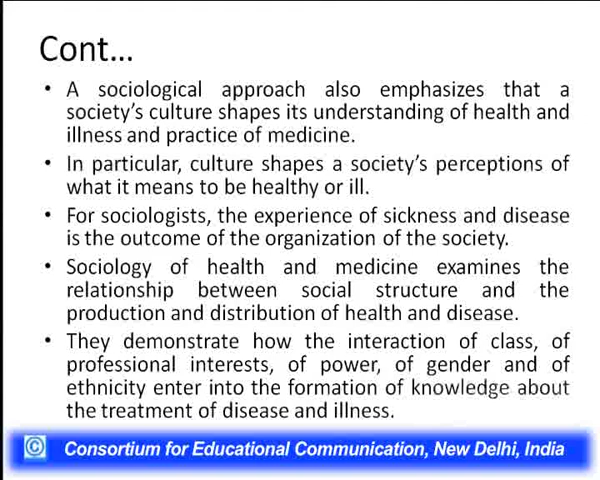 Cont...
• A sociological approach also emphasizes that a
society's culture shapes its understanding of health and
illness and practice of medicine.
• In particular, culture shapes a society's perceptions of
what it means to be healthy or ill.
• For sociologists, the experience of sickness and disease
is the outcome of the organization of the society.
• Sociology of health and medicine examines the
relationship between social structure and the
production and distribution of health and disease.
• They demonstrate how the interaction of class, of
professional interests, of power, of gender and of
ethnicity enter into the formation of knowledge about
the treatment of disease and illness.
© Consortium for Educational Communication, New Delhi, India